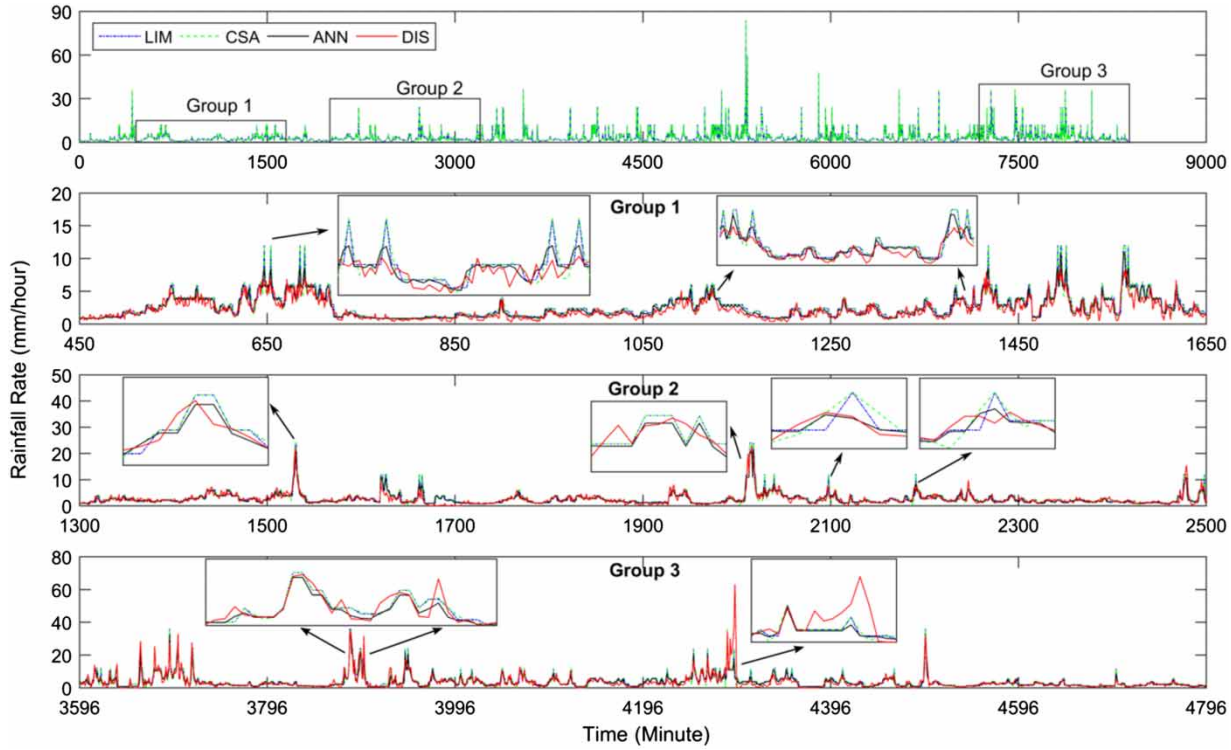 90
60
30
0
LIM CSA ANN DIS
Group 1
Group 2
Group 3
0 1500 3000 4500 6000 7500 9000
Rainfall Rate (mm/hour)
20
15
10
5
0
Group 1
450 650 850 1050 1250 1450 1650
50
40
30
20
10
0
Group 2
1300 1500 1700 1900 2100 2300 2500
80
60
40
20
0
Group 3
3596 3796 3996 4196 4396 4596 4796
Time (Minute)